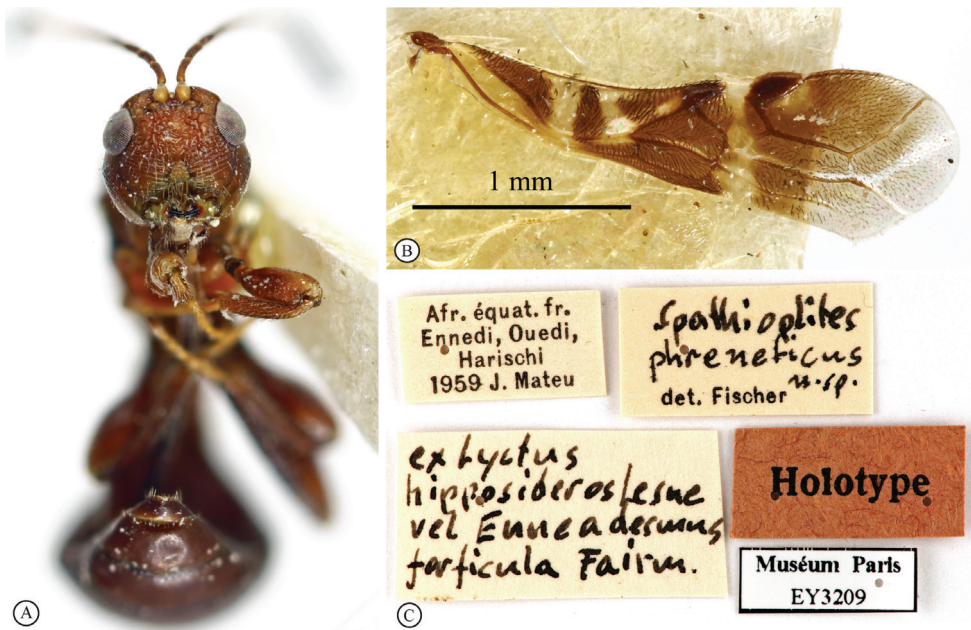 A
1 mm
B
Afr. équat. fr.
Ennedi, Ouedi,
Harischi
1959 J. Mateu
Spathioplites
phreneticus
n.sp.
det. Fischer
ex Lyctus
hipposideros Lesne
vel Enneadesmus
forficula Fairm.
Holotype
Muséum Paris
EY3209
C